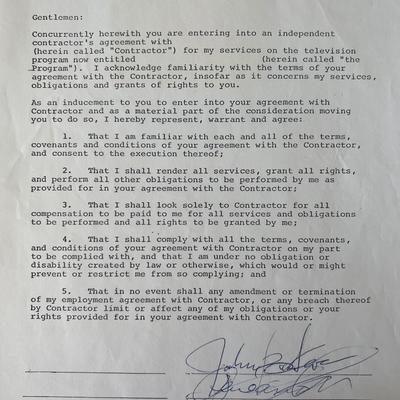 Gentlemen:
Concurrently herewith you are entering into an independent
contractor's agreement with
(herein called "Contractor") for my services on the television
program now entitled (herein called "the
Program"). I acknowledge familiarity with the terms of your
agreement with the Contractor, insofar as it concerns my services,
obligations and grants of rights to you.
As an inducement to you to enter into your agreement with
Contractor and as a material part of the consideration moving
you to do so, I hereby represent, warrant and agree:
1. That I am familiar with each and all of the terms,
covenants and conditions of your agreement with the Contractor,
and consent to the execution thereof;
2. That I shall render all services, grant all rights,
and perform all other obligations to be performed by me as
provided for in your agreement with the Contractor;
3. That I shall look solely to Contractor for all
compensation to be paid to me for all services and obligations
to be performed and all rights to be granted by me;
4. That I shall comply with all the terms, covenants,
and conditions of your agreement with Contractor on my part
to be complied with, and that I am under no obligation or
disability created by law or otherwise, which would or might
prevent or restrict me from so complying; and
5. That in no event shall any amendment or termination
of my employment agreement with Contractor, or any breach thereof
by Contractor limit or affect any of my obligations or your
rights provided for in your agreement with Contractor.